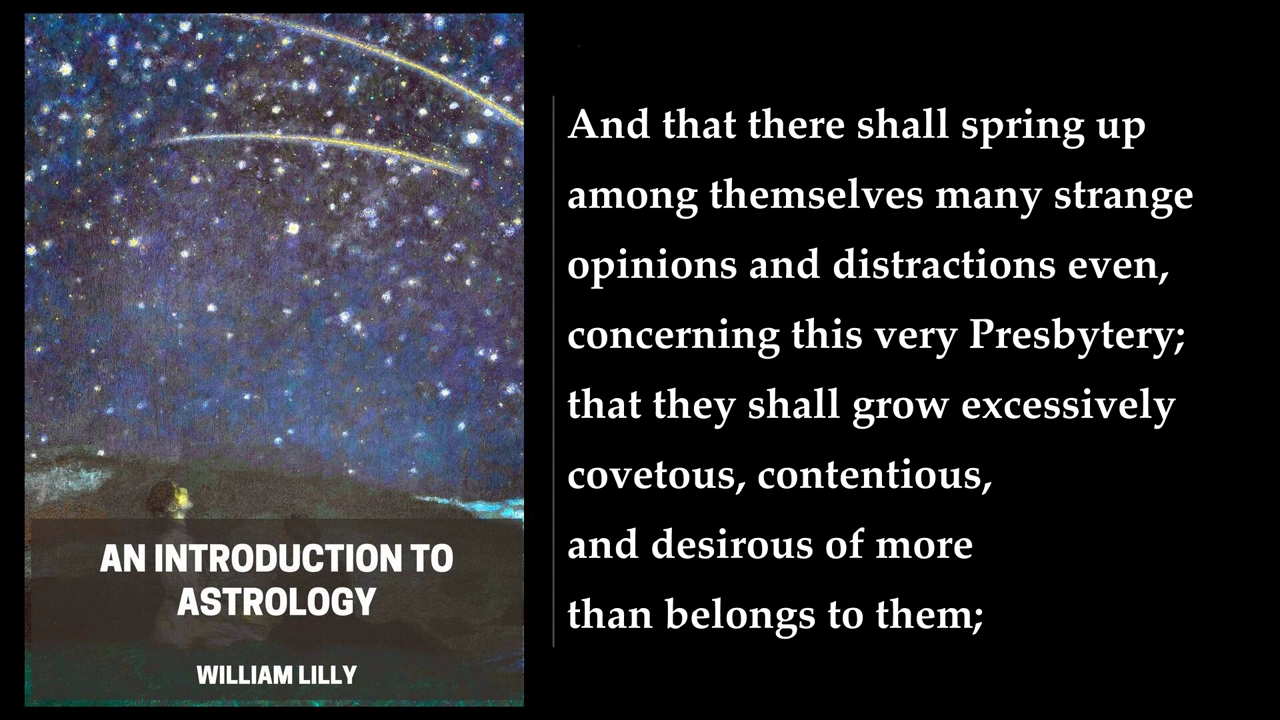 AN INTRODUCTION TO
ASTROLOGY
WILLIAM LILLY
And that there shall spring up
among themselves many strange
opinions and distractions even,
concerning this very Presbytery;
that they shall grow excessively
covetous, contentious,
and desirous of more
than belongs to them;